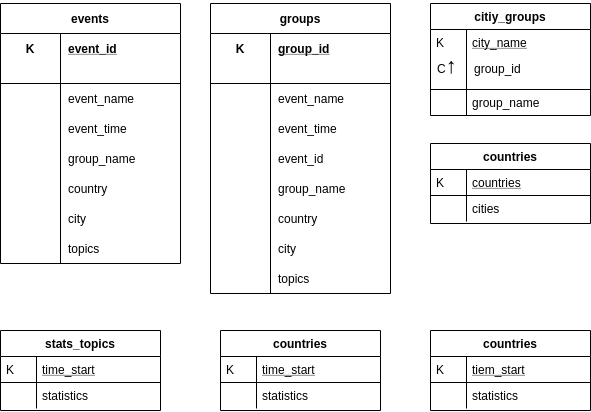 events
K event_id
event_name
event_time
group_name
country
city
topics
groups
K group_id
event_name
event_time
event_id
group_name
country
city
topics
citiy_groups
K city_name
C↑ group_id
group_name
countries
K countries
cities
stats_topics
K time_start
statistics
countries
K time_start
statistics
countries
K tiem_start
statistics